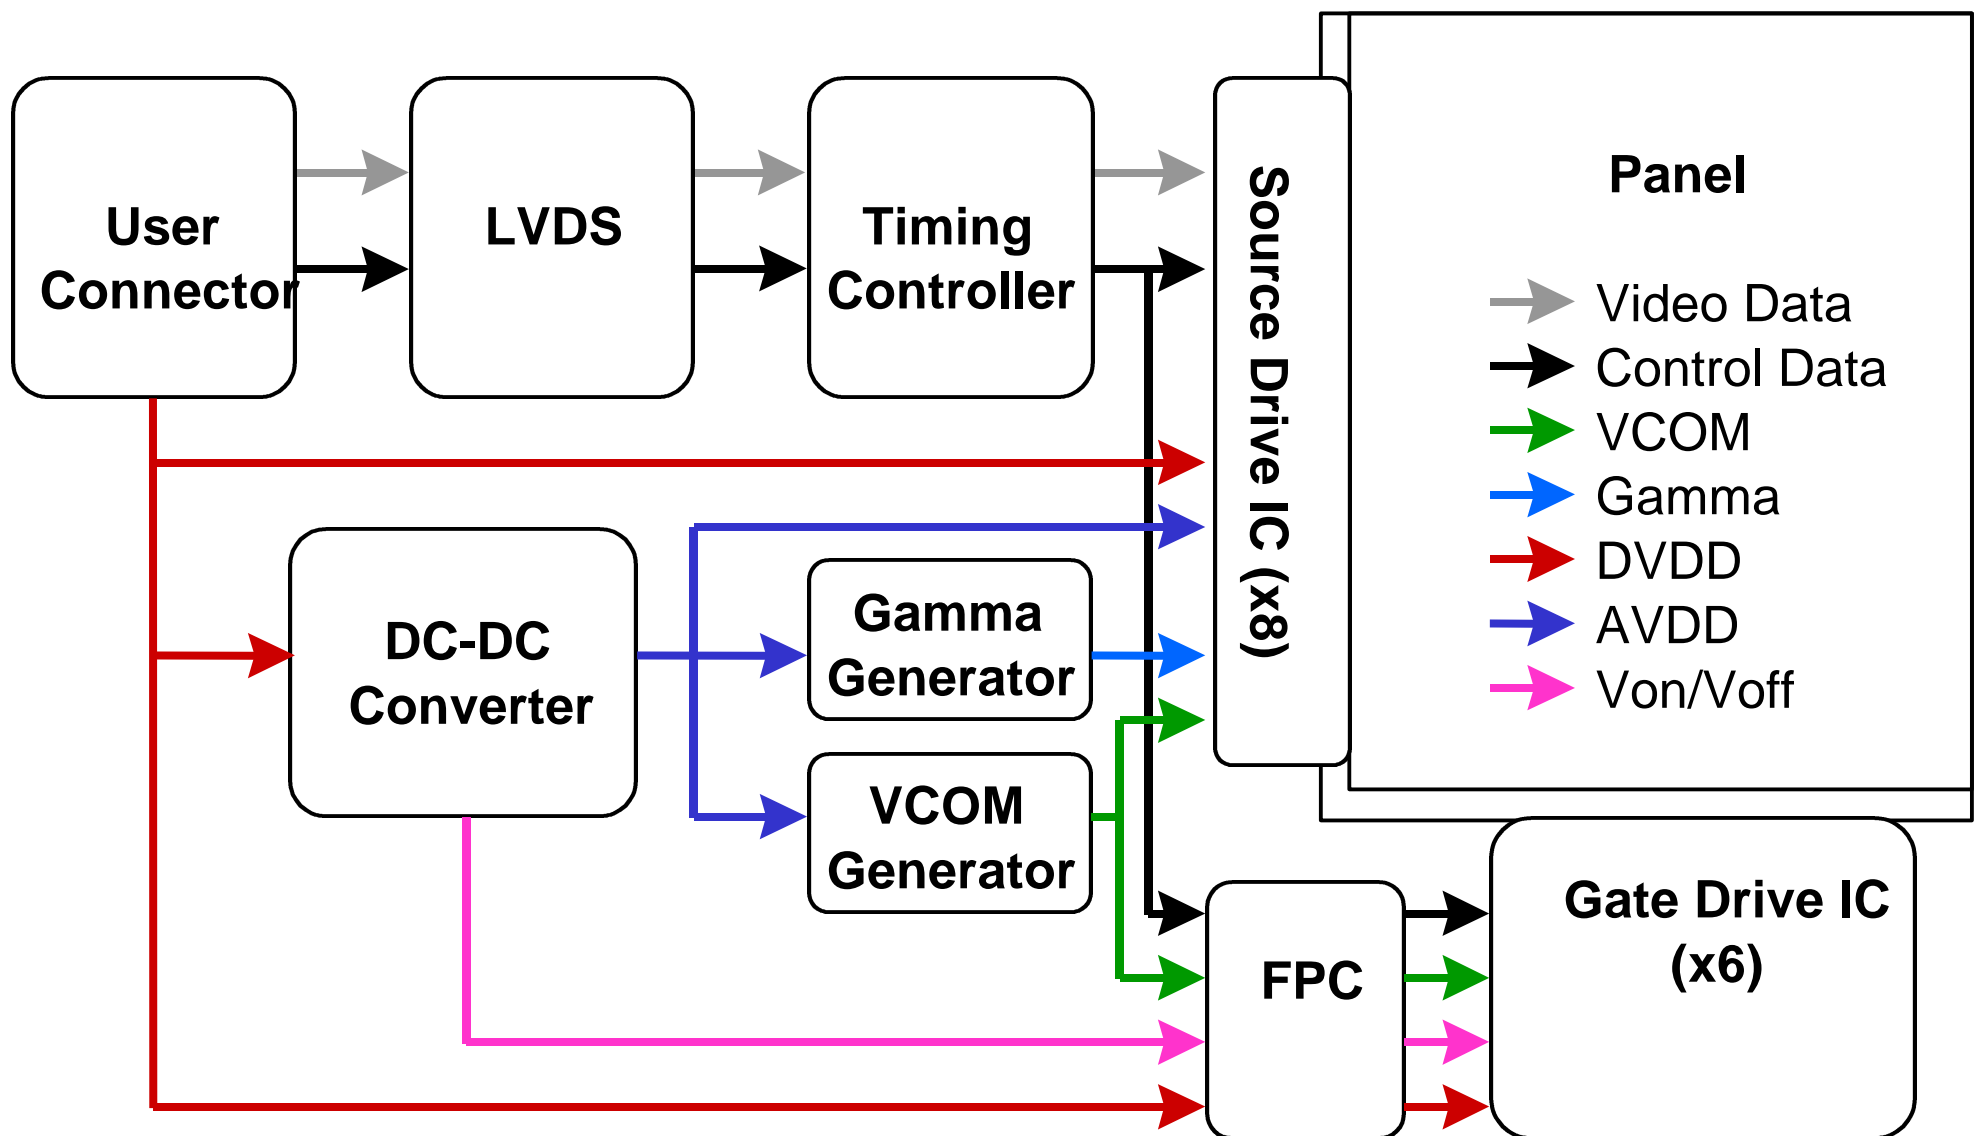 User
Connector
LVDS
Timing
Controller
Source Drive IC (x8)
Panel
Video Data
Control Data
VCOM
Gamma
DVDD
AVDD
Von/Voff
DC-DC
Converter
Gamma
Generator
VCOM
Generator
FPC
Gate Drive IC
(x6)